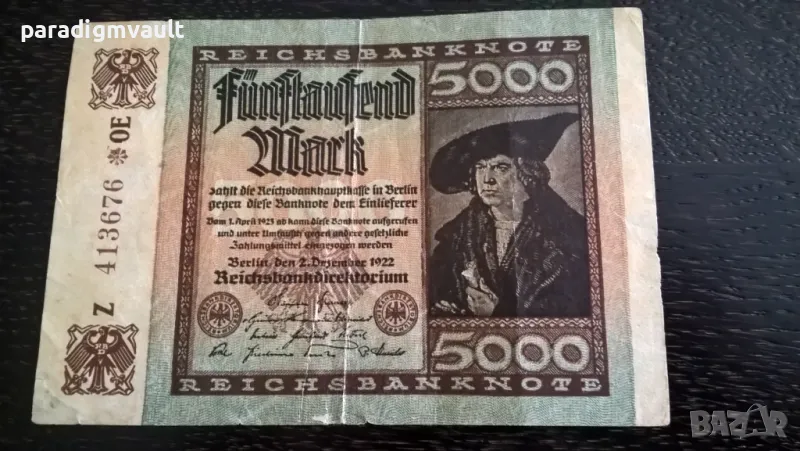 paradigmvault
REICHSBANKNOTE
5000
Fünftausend
Mark
zahlt die Reichsbankhauptkasse in Berlin
gegen diese Banknote dem Einlieferer
Vom 1. April 1923 ab kann diese Banknote aufgerufen
und unter Umtausch gegen andere gesetzliche
Zahlungsmittel eingezogen werden
Berlin, den 2. Dezember 1922
Reichsbankdirektorium
5000
REICHSBANKNOTE
Z 413676 * OE
BAZAR